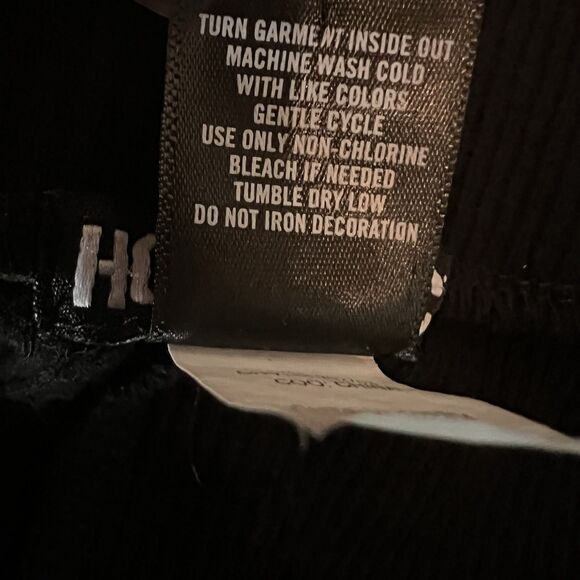 TURN GARMENT INSIDE OUT
MACHINE WASH COLD
WITH LIKE COLORS
GENTLE CYCLE
USE ONLY NON-CHLORINE
BLEACH IF NEEDED
TUMBLE DRY LOW
DO NOT IRON DECORATION
HO